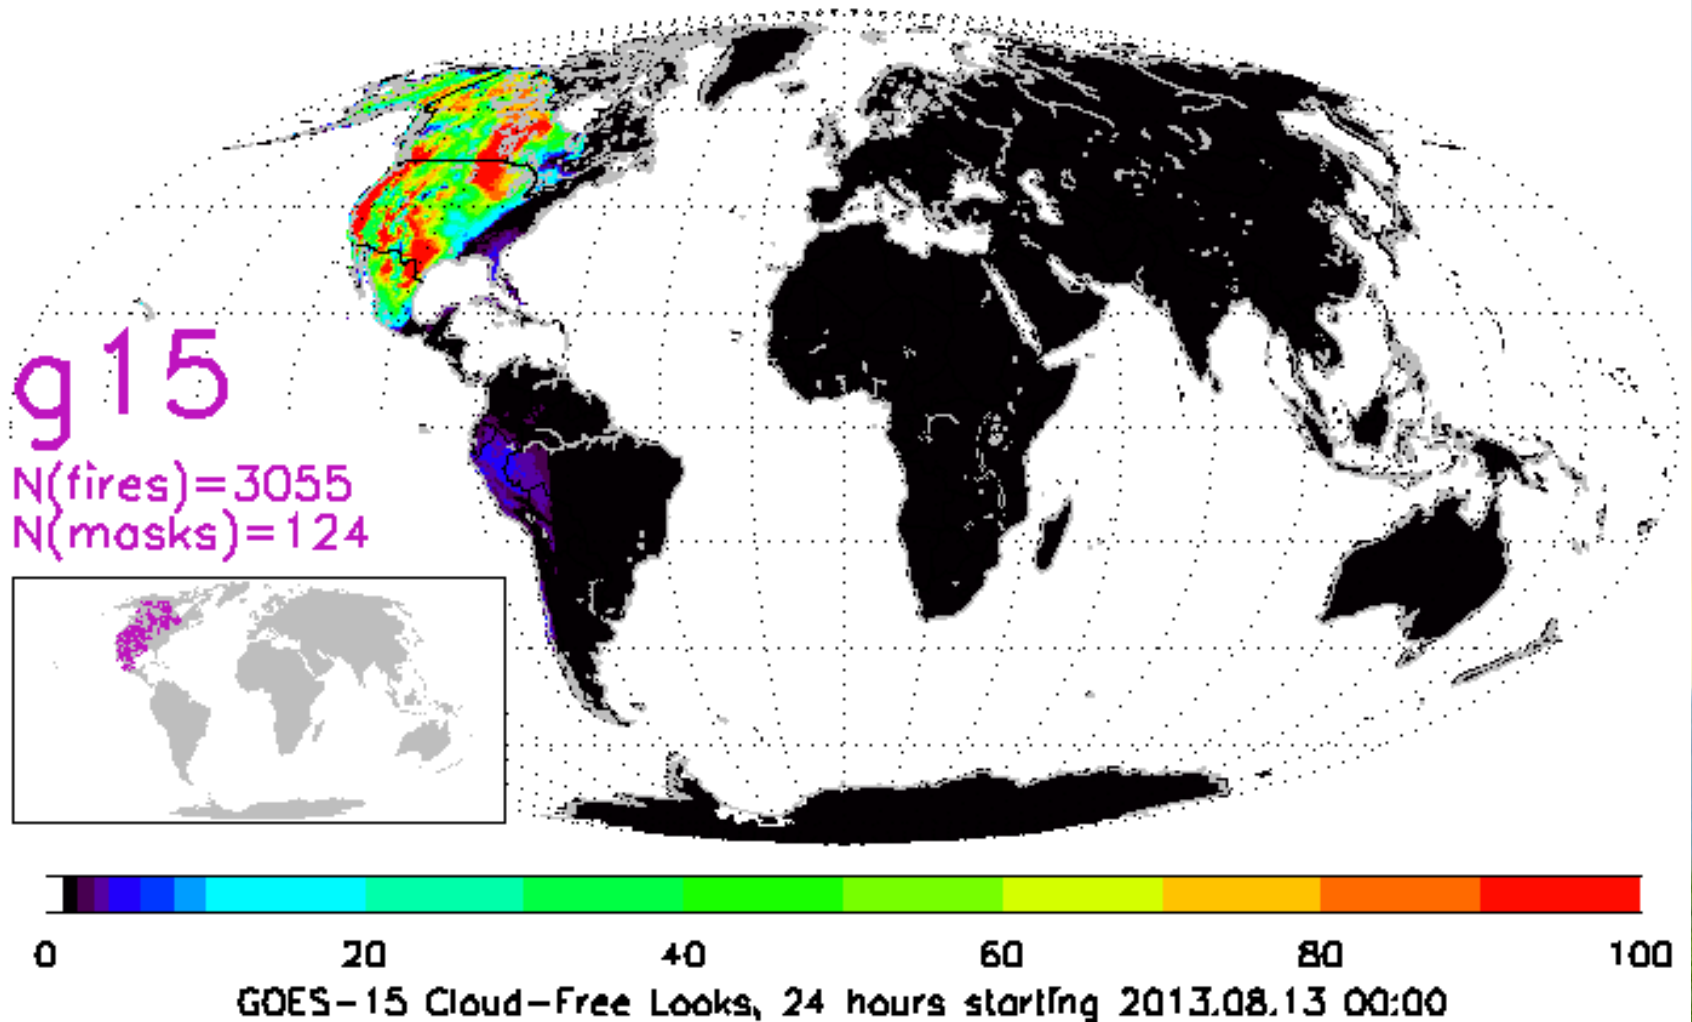 g15
N(fires)=3055
N(masks)=124
0 20 40 60 80 100
GOES-15 Cloud-Free Looks, 24 hours starting 2013.08.13 00:00